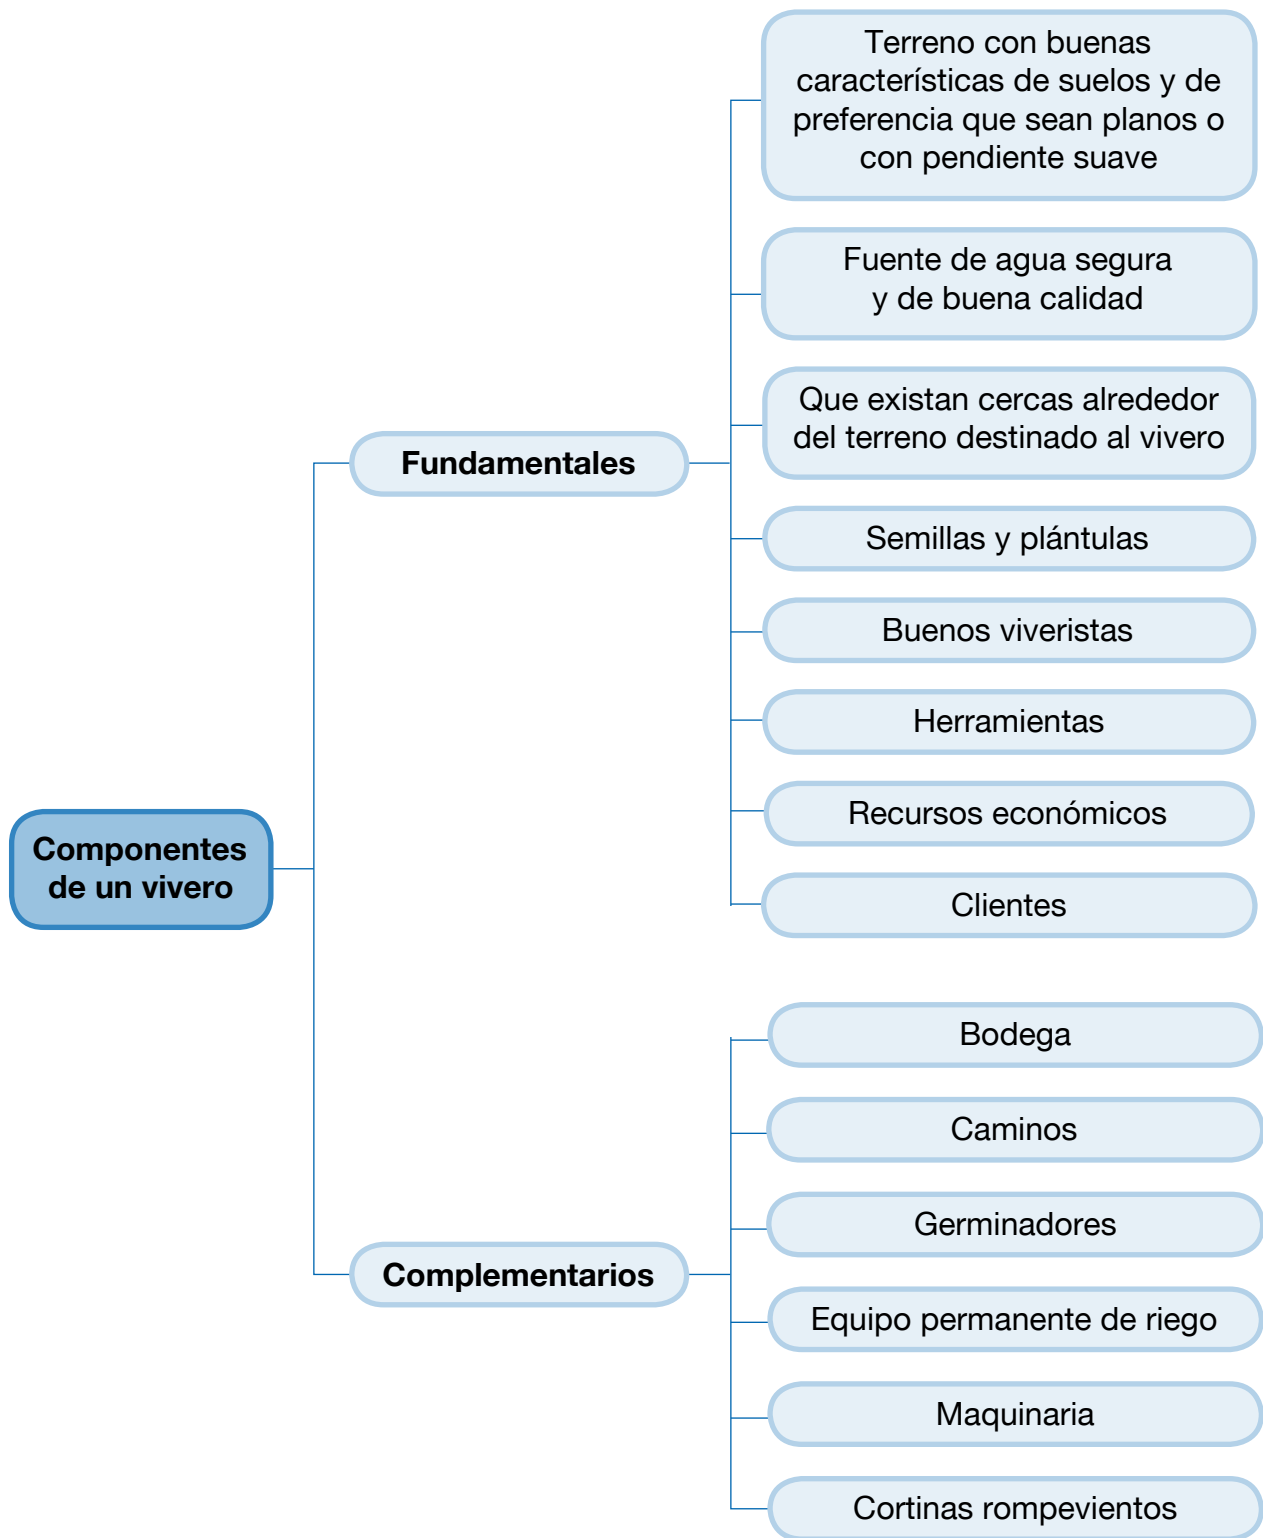 Componentes
de un vivero
Fundamentales
Terreno con buenas
características de suelos y de
preferencia que sean planos o
con pendiente suave
Fuente de agua segura
y de buena calidad
Que existan cercas alrededor
del terreno destinado al vivero
Semillas y plántulas
Buenos viveristas
Herramientas
Recursos económicos
Clientes
Complementarios
Bodega
Caminos
Germinadores
Equipo permanente de riego
Maquinaria
Cortinas rompevientos